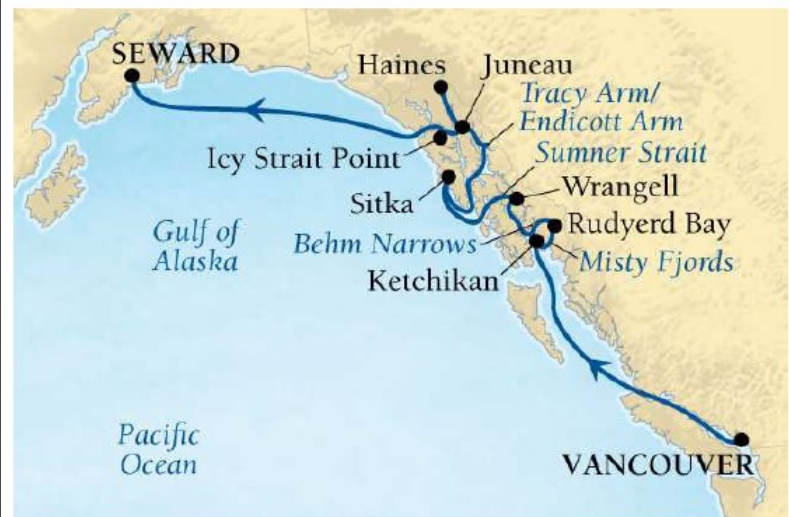 SEWARD
Haines
Juneau
Tracy Arm/
Endicott Arm
Icy Strait Point
Sumner Strait
Sitka
Wrangell
Gulf of
Alaska
Behm Narrows
Rudyerd Bay
Ketchikan
Misty Fjords
Pacific
Ocean
VANCOUVER